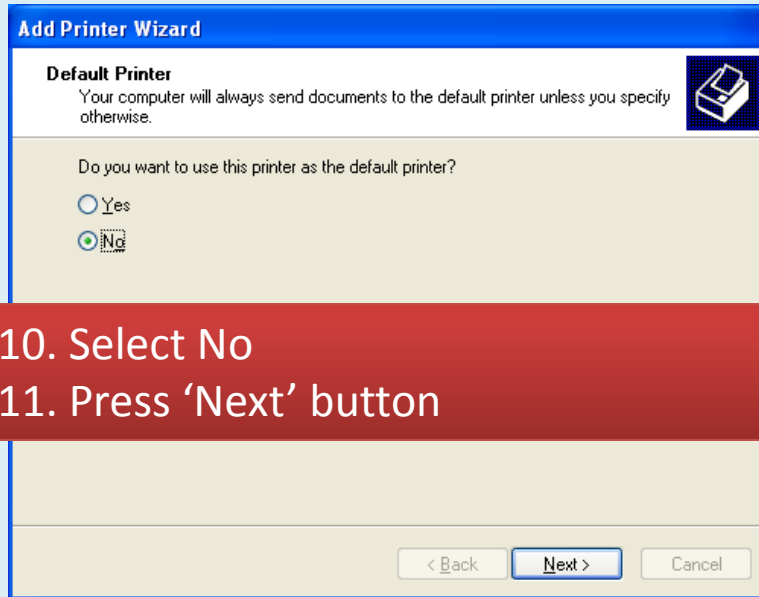 Add Printer Wizard
Default Printer
Your computer will always send documents to the default printer unless you specify
otherwise.
Do you want to use this printer as the default printer?
Yes
No
10. Select No
11. Press ‘Next’ button
< Back
Next >
Cancel